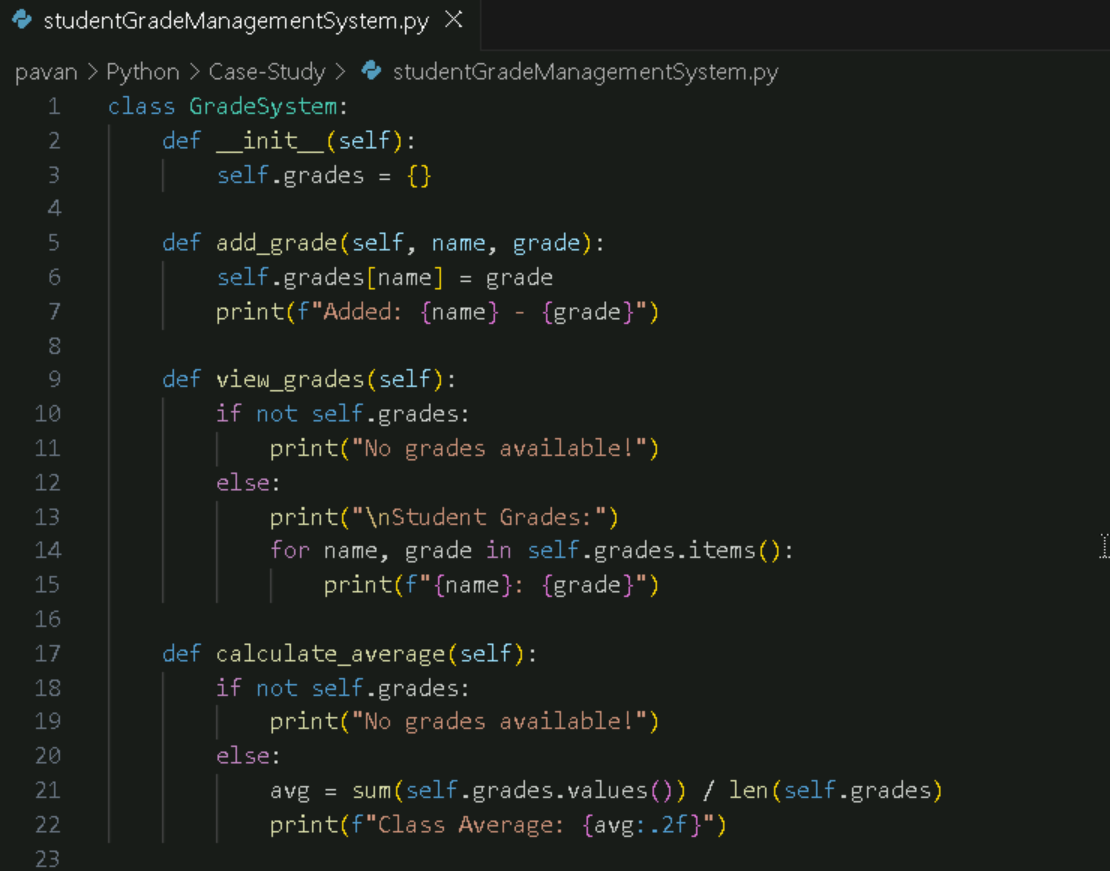 studentGradeManagementSystem.py
pavan > Python > Case-Study > studentGradeManagementSystem.py
1 class GradeSystem:
2     def __init__(self):
3         self.grades = {}
4
5     def add_grade(self, name, grade):
6         self.grades[name] = grade
7         print(f"Added: {name} - {grade}")
8
9     def view_grades(self):
10         if not self.grades:
11             print("No grades available!")
12         else:
13             print("\nStudent Grades:")
14             for name, grade in self.grades.items():
15                 print(f"{name}: {grade}")
16
17     def calculate_average(self):
18         if not self.grades:
19             print("No grades available!")
20         else:
21             avg = sum(self.grades.values()) / len(self.grades)
22             print(f"Class Average: {avg:.2f}")
23